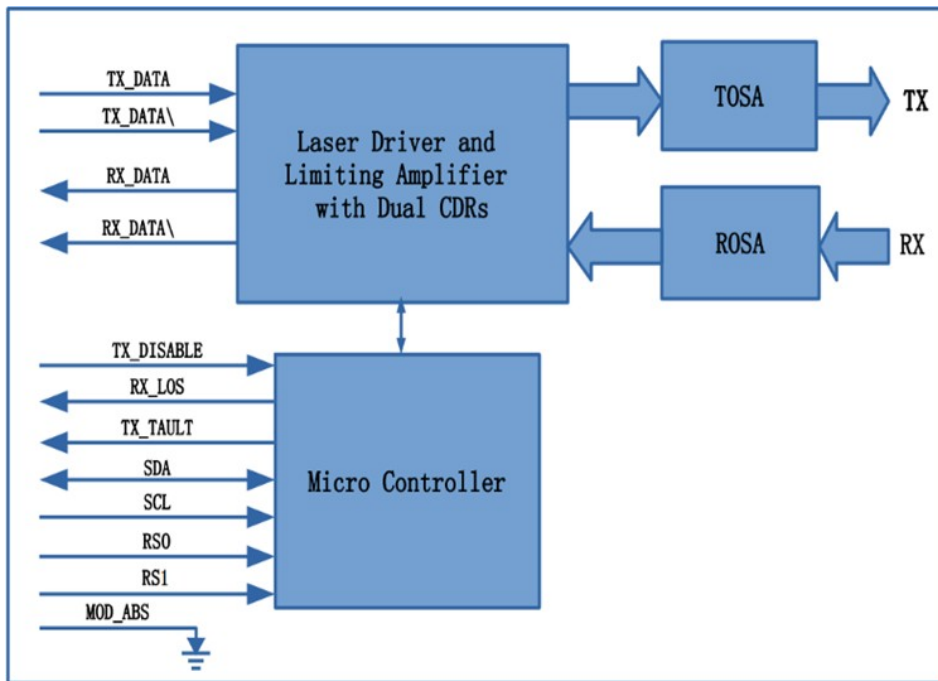 TX_DATA
TX_DATA\
RX_DATA
RX_DATA\
Laser Driver and
Limiting Amplifier
with Dual CDRs
TOSA
TX
ROSA
RX
TX_DISABLE
RX_LOS
TX_TAULT
SDA
SCL
RS0
RS1
MOD_ABS
Micro Controller